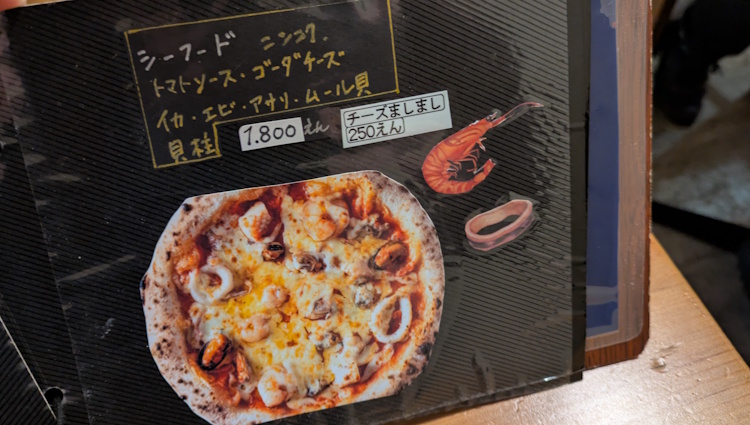 シーフード ニンニク.
トマトソース・ゴーダチーズ
イカ・エビ・アサリ・ムール貝
貝柱
1.800えん
チーズましまし
250えん